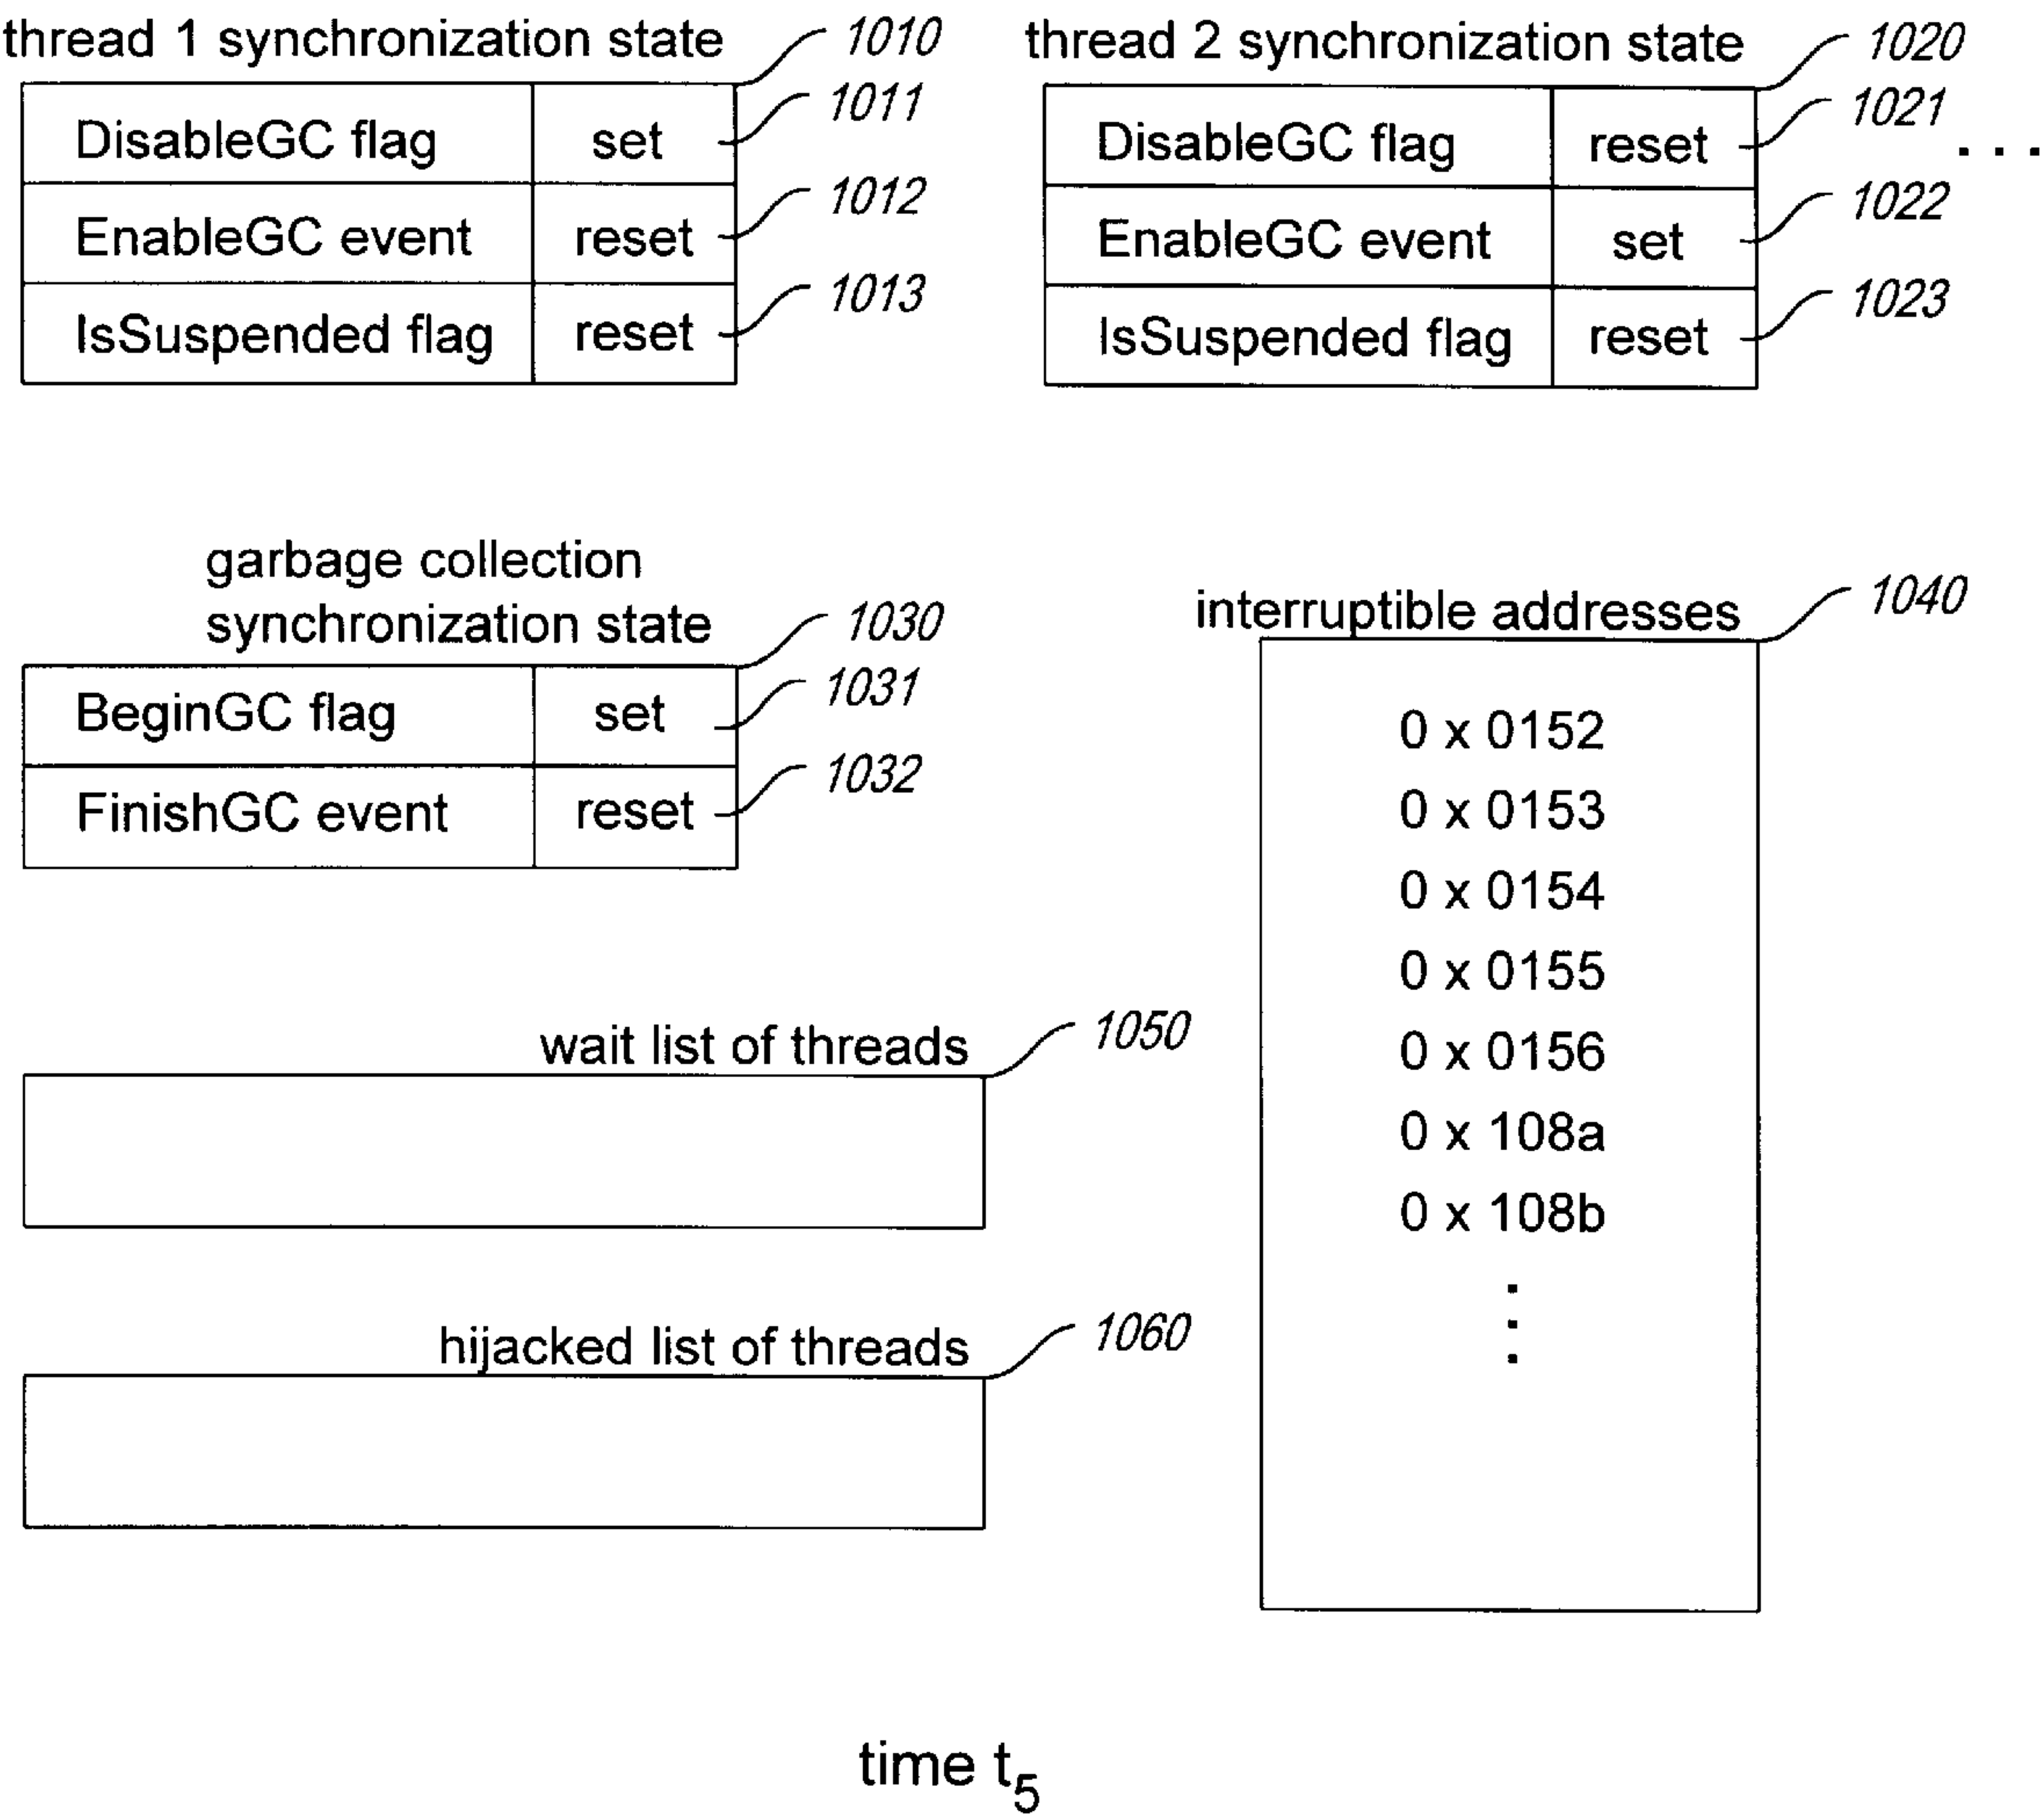 thread 1 synchronization state 1010
DisableGC flag set 1011
EnableGC event reset 1012
IsSuspended flag reset 1013
thread 2 synchronization state 1020
DisableGC flag reset 1021
EnableGC event set 1022
IsSuspended flag reset 1023
. . .
garbage collection
synchronization state 1030
BeginGC flag set 1031
FinishGC event reset 1032
interruptible addresses 1040
0 x 0152
0 x 0153
0 x 0154
0 x 0155
0 x 0156
0 x 108a
0 x 108b
wait list of threads 1050
hijacked list of threads 1060
time t5